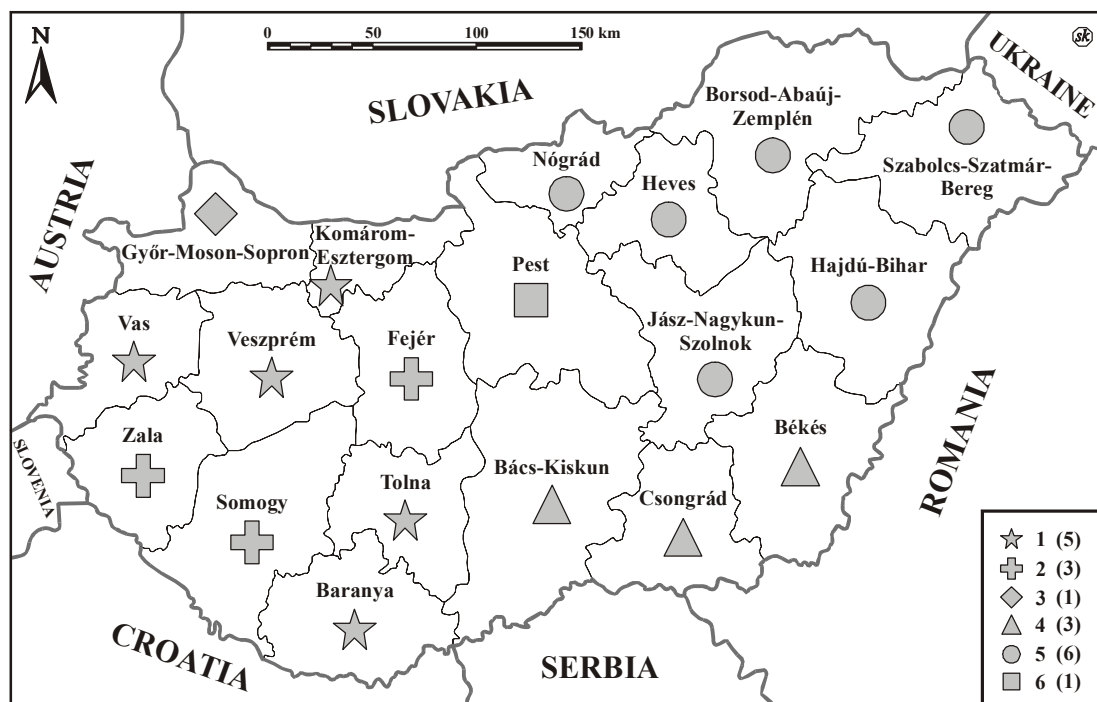 N
0 50 100 150 km
sk
UKRAINE
SLOVAKIA
AUSTRIA
Borsod-Abaúj-
Zemplén
Nógrád
Heves
Szabolcs-Szatmár-
Bereg
Győr-Moson-Sopron
Komárom-
Esztergom
Pest
Hajdú-Bihar
Vas
Veszprém
Fejér
Jász-Nagykun-
Szolnok
Zala
Somogy
Tolna
Bács-Kiskun
Csongrád
Békés
Baranya
SLOVENIA
CROATIA
SERBIA
ROMANIA
1 (5)
2 (3)
3 (1)
4 (3)
5 (6)
6 (1)